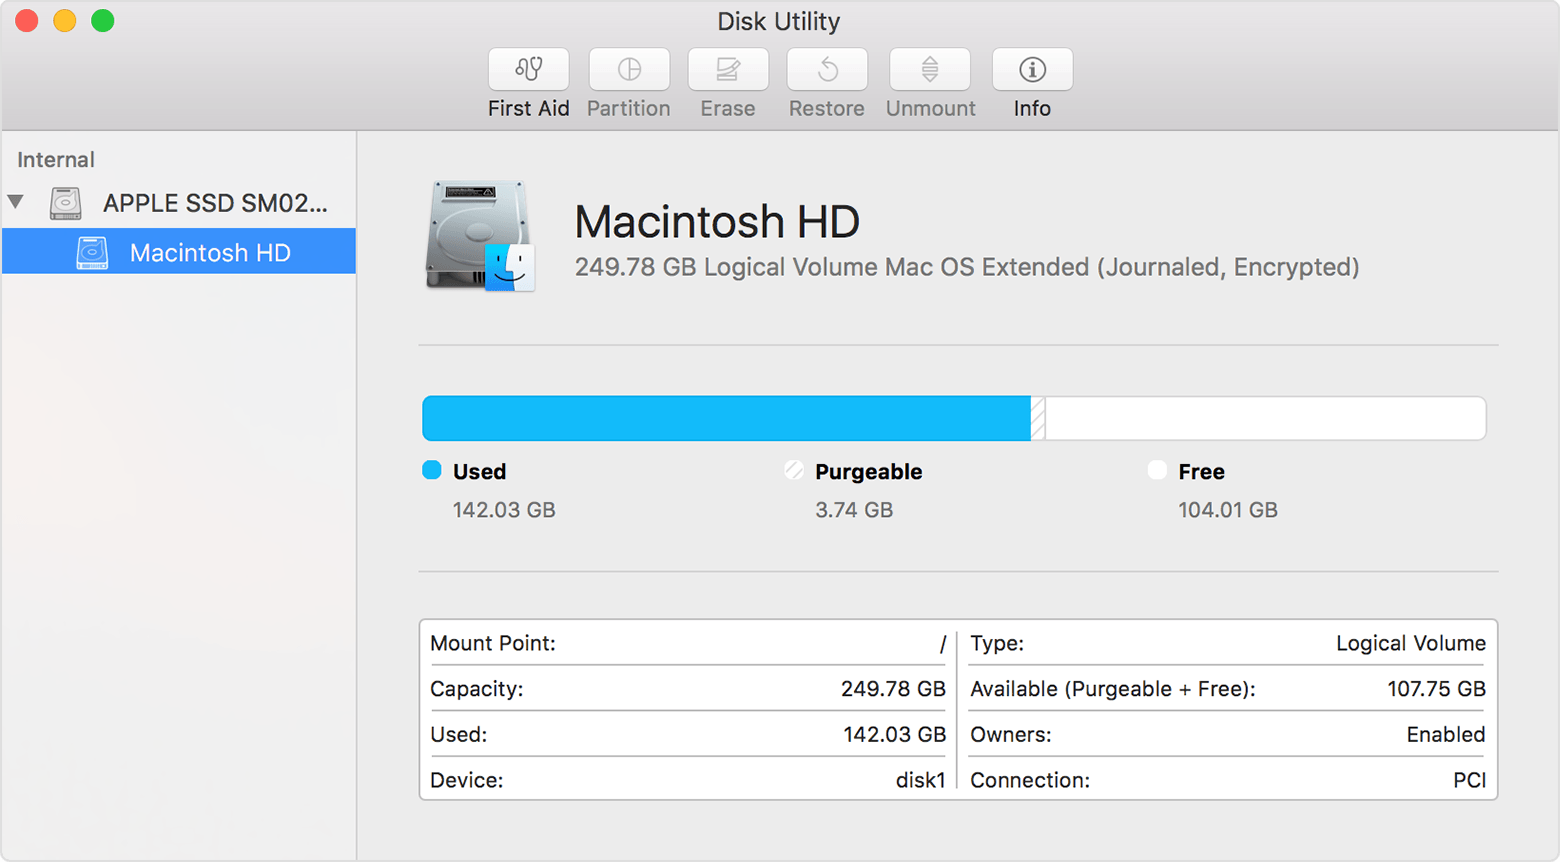 Disk Utility
First Aid
Partition
Erase
Restore
Unmount
Info
Internal
APPLE SSD SM02...
Macintosh HD
Macintosh HD
249.78 GB Logical Volume Mac OS Extended (Journaled, Encrypted)
Used
142.03 GB
Purgeable
3.74 GB
Free
104.01 GB
Mount Point: /
Capacity: 249.78 GB
Used: 142.03 GB
Device: disk1
Type: Logical Volume
Available (Purgeable + Free): 107.75 GB
Owners: Enabled
Connection: PCI